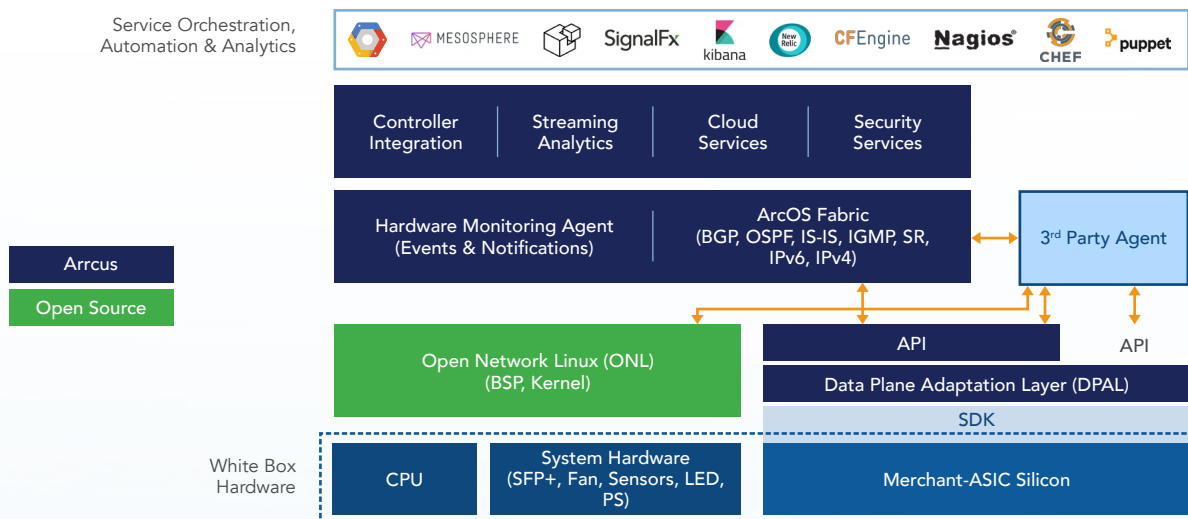 Service Orchestration,
Automation & Analytics
MESOSPHERE
SignalFx
kibana
New
Relic
CFEngine
Nagios®
CHEF
puppet
Controller
Integration
Streaming
Analytics
Cloud
Services
Security
Services
Hardware Monitoring Agent
(Events & Notifications)
ArcOS Fabric
(BGP, OSPF, IS-IS, IGMP, SR,
IPv6, IPv4)
3rd Party Agent
Arrcus
Open Source
Open Network Linux (ONL)
(BSP, Kernel)
API
API
Data Plane Adaptation Layer (DPAL)
SDK
White Box
Hardware
CPU
System Hardware
(SFP+, Fan, Sensors, LED,
PS)
Merchant-ASIC Silicon